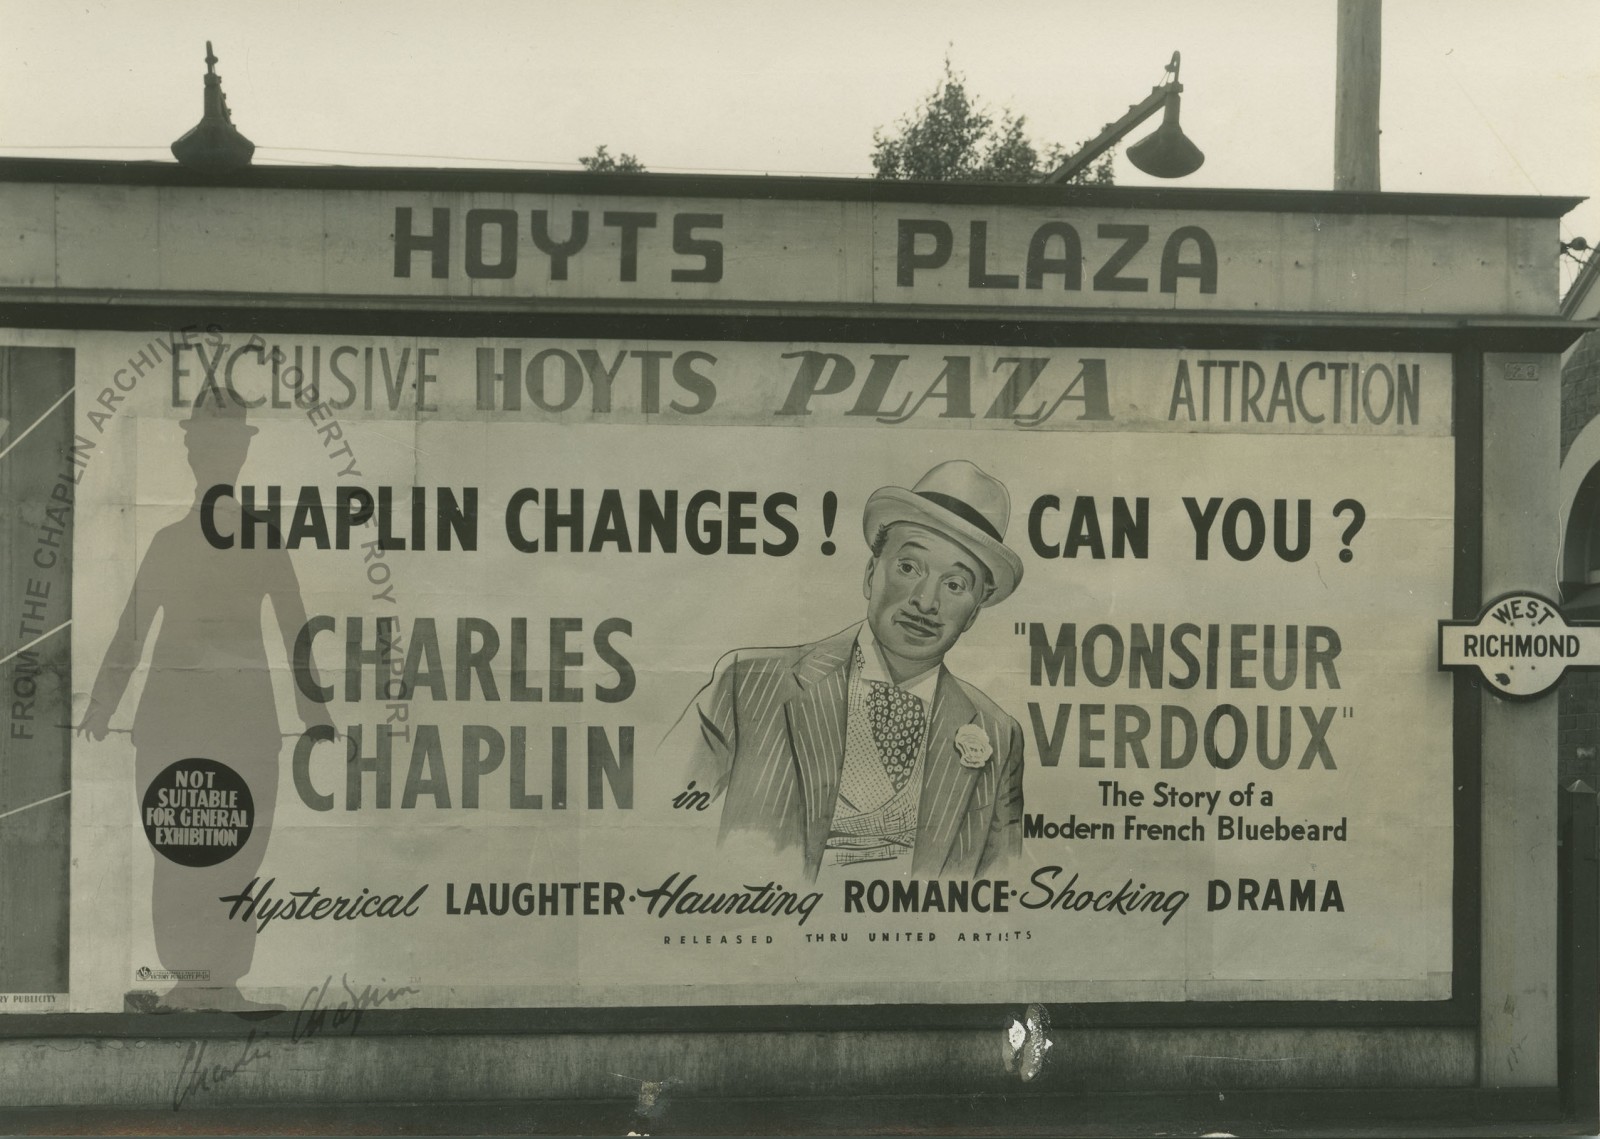 HOYTS PLAZA
EXCLUSIVE HOYTS PLAZA ATTRACTION
CHAPLIN CHANGES! CAN YOU?
CHARLES
CHAPLIN
in
"MONSIEUR
VERDOUX"
The Story of a
Modern French Bluebeard
NOT
SUITABLE
FOR GENERAL
EXHIBITION
Hysterical LAUGHTER · Haunting ROMANCE · Shocking DRAMA
RELEASED THRU UNITED ARTISTS
WEST
RICHMOND
PUBLICITY
FROM THE CHAPLIN ARCHIVES PROPERTY OF ROY EXPORT
Charlie Chaplin